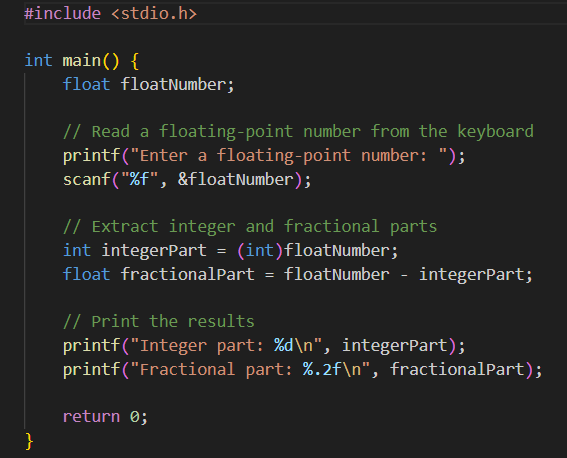 #include <stdio.h>
int main() {
float floatNumber;
// Read a floating-point number from the keyboard
printf("Enter a floating-point number: ");
scanf("%f", &floatNumber);
// Extract integer and fractional parts
int integerPart = (int)floatNumber;
float fractionalPart = floatNumber - integerPart;
// Print the results
printf("Integer part: %d\n", integerPart);
printf("Fractional part: %.2f\n", fractionalPart);
return 0;
}